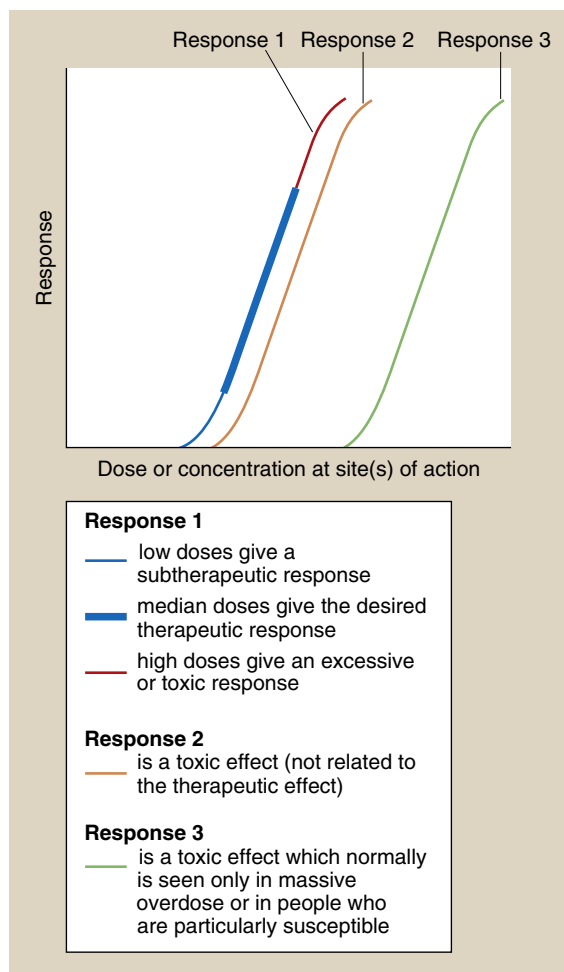 Response 1 Response 2 Response 3
Response
Dose or concentration at site(s) of action
Response 1
low doses give a
subtherapeutic response
median doses give the desired
therapeutic response
high doses give an excessive
or toxic response
Response 2
is a toxic effect (not related to
the therapeutic effect)
Response 3
is a toxic effect which normally
is seen only in massive
overdose or in people who
are particularly susceptible